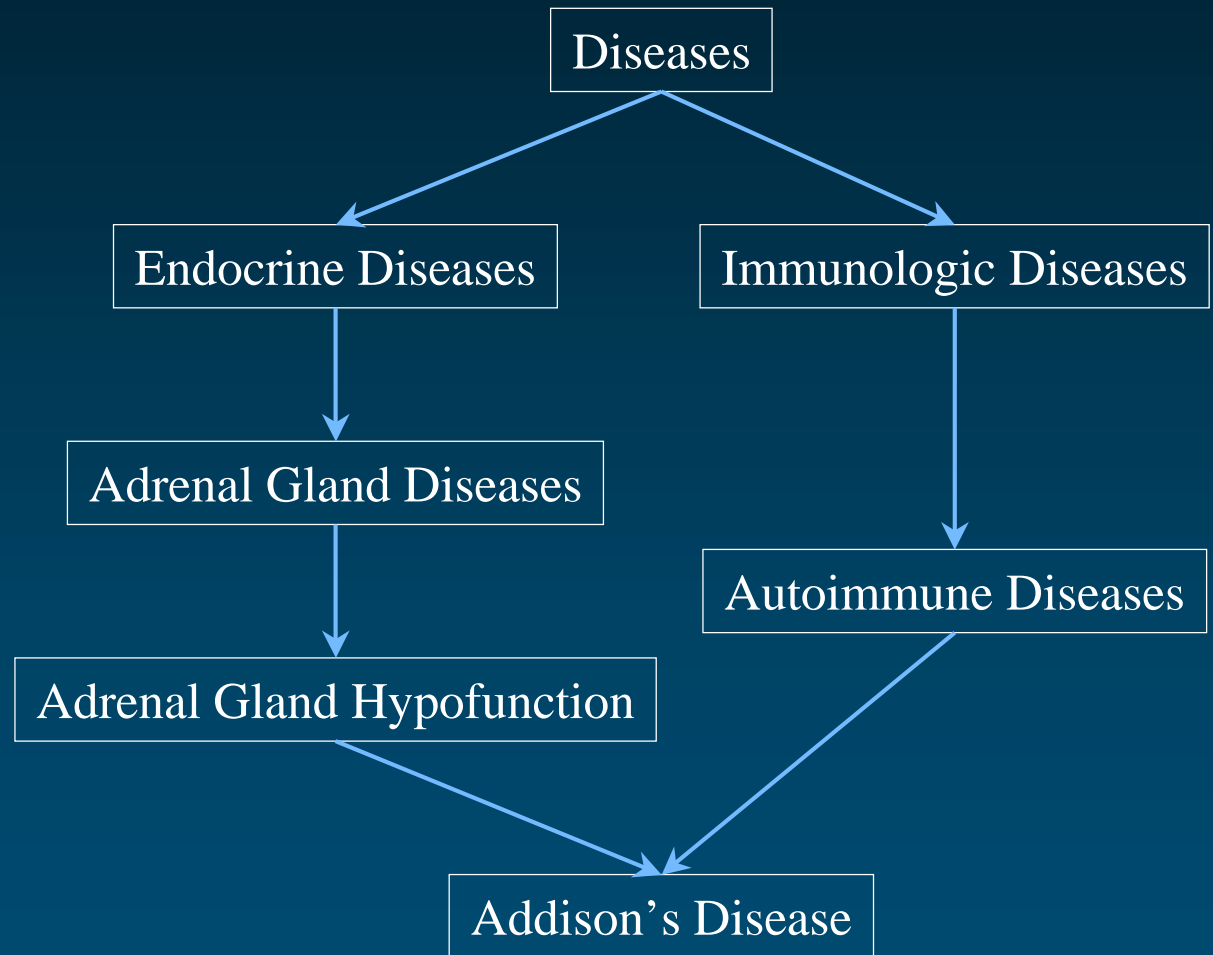 Diseases
Endocrine Diseases
Immunologic Diseases
Adrenal Gland Diseases
Autoimmune Diseases
Adrenal Gland Hypofunction
Addison’s Disease